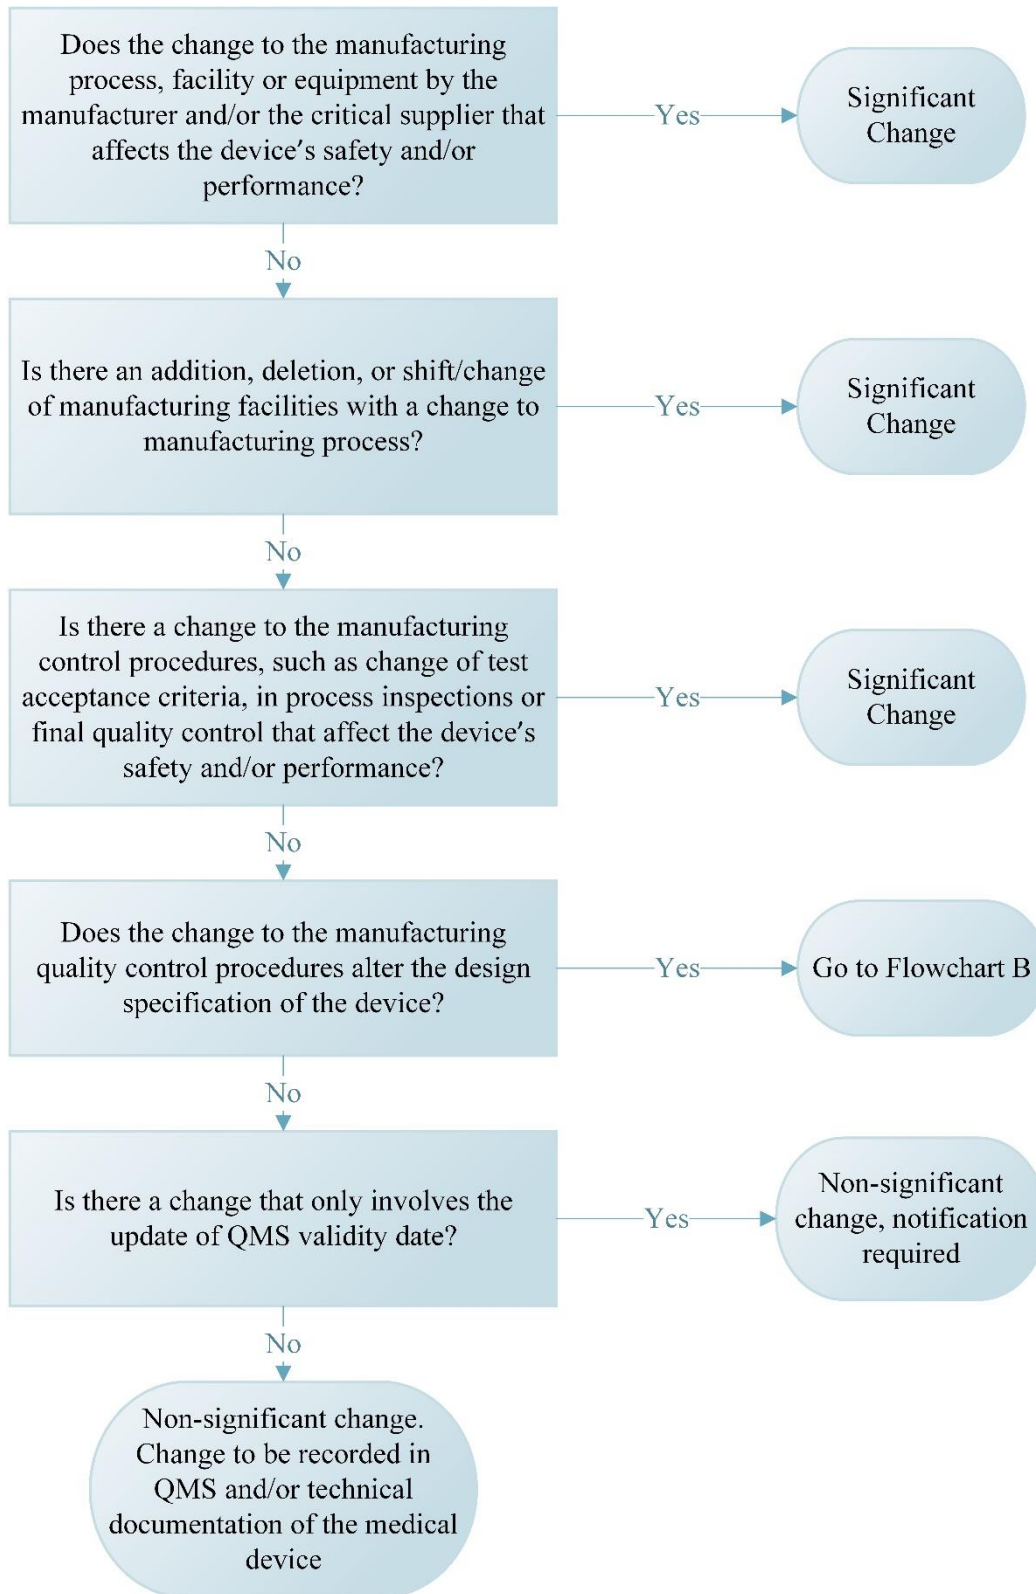 Does the change to the manufacturing
process, facility or equipment by the
manufacturer and/or the critical supplier that
affects the device's safety and/or
performance?
Yes
Significant
Change
No
Is there an addition, deletion, or shift/change
of manufacturing facilities with a change to
manufacturing process?
Yes
Significant
Change
No
Is there a change to the manufacturing
control procedures, such as change of test
acceptance criteria, in process inspections or
final quality control that affect the device's
safety and/or performance?
Yes
Significant
Change
No
Does the change to the manufacturing
quality control procedures alter the design
specification of the device?
Yes
Go to Flowchart B
No
Is there a change that only involves the
update of QMS validity date?
Yes
Non-significant
change, notification
required
No
Non-significant change.
Change to be recorded in
QMS and/or technical
documentation of the medical
device